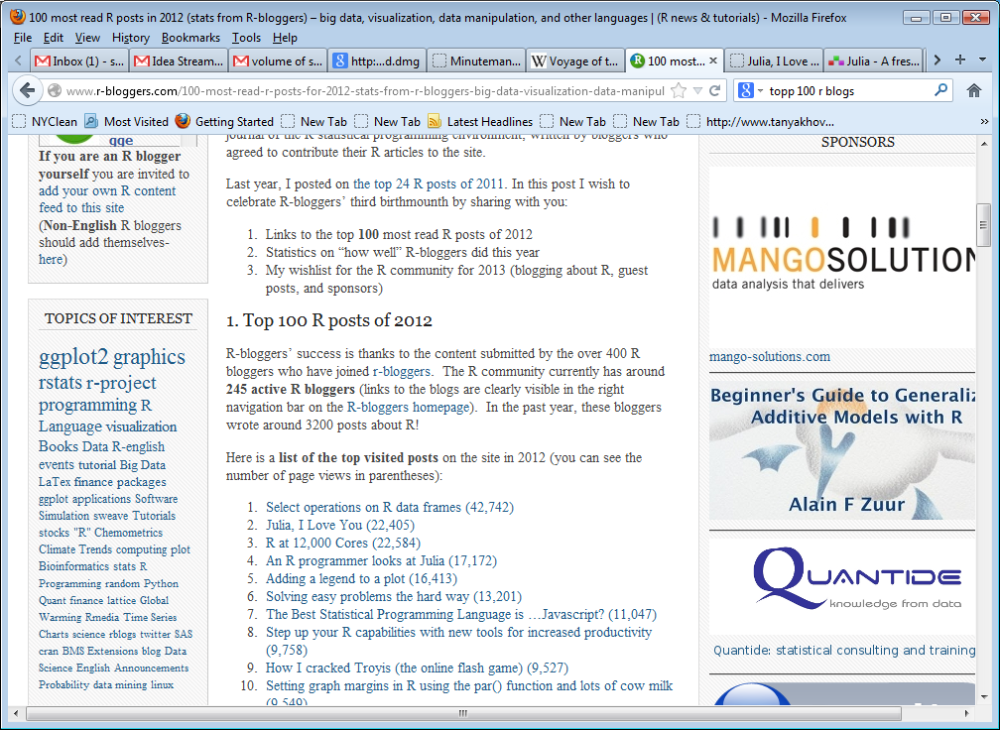 100 most read R posts in 2012 (stats from R-bloggers) – big data, visualization, data manipulation, and other languages | (R news & tutorials) - Mozilla Firefox
File Edit View History Bookmarks Tools Help
Inbox (1) - s... Idea Stream... volume of s... http:...d.dmg Minuteman... Voyage of t... 100 most... Julia, I Love ... Julia - A fres...
www.r-bloggers.com/100-most-read-r-posts-for-2012-stats-from-r-bloggers-big-data-visualization-data-manipul
topp 100 r blogs
NYClean Most Visited Getting Started New Tab New Tab Latest Headlines New Tab New Tab http://www.tanyakhov...
gge
If you are an R blogger
yourself you are invited to
add your own R content
feed to this site
(Non-English R bloggers
should add themselves-
here)
TOPICS OF INTEREST
ggplot2 graphics
rstats r-project
programming R
Language visualization
Books Data R-english
events tutorial Big Data
LaTex finance packages
ggplot applications Software
Simulation sweave Tutorials
stocks "R" Chemometrics
Climate Trends computing plot
Bioinformatics stats R
Programming random Python
Quant finance lattice Global
Warming Rmedia Time Series
Charts science rblogs twitter SAS
cran BMS Extensions blog Data
Science English Announcements
Probability data mining linux
journal of the R statistical programming environment, written by bloggers who
agreed to contribute their R articles to the site.
Last year, I posted on the top 24 R posts of 2011. In this post I wish to
celebrate R-bloggers’ third birthmounth by sharing with you:
1. Links to the top 100 most read R posts of 2012
2. Statistics on “how well” R-bloggers did this year
3. My wishlist for the R community for 2013 (blogging about R, guest
posts, and sponsors)
1. Top 100 R posts of 2012
R-bloggers’ success is thanks to the content submitted by the over 400 R
bloggers who have joined r-bloggers. The R community currently has around
245 active R bloggers (links to the blogs are clearly visible in the right
navigation bar on the R-bloggers homepage). In the past year, these bloggers
wrote around 3200 posts about R!
Here is a list of the top visited posts on the site in 2012 (you can see the
number of page views in parentheses):
1. Select operations on R data frames (42,742)
2. Julia, I Love You (22,405)
3. R at 12,000 Cores (22,584)
4. An R programmer looks at Julia (17,172)
5. Adding a legend to a plot (16,413)
6. Solving easy problems the hard way (13,201)
7. The Best Statistical Programming Language is …Javascript? (11,047)
8. Step up your R capabilities with new tools for increased productivity
(9,758)
9. How I cracked Troyis (the online flash game) (9,527)
10. Setting graph margins in R using the par() function and lots of cow milk
(9,549)
SPONSORS
MANGOSOLUTION
data analysis that delivers
mango-solutions.com
Beginner's Guide to Generaliz
Additive Models with R
Alain F Zuur
QUANTIDE
knowledge from data
Quantide: statistical consulting and training